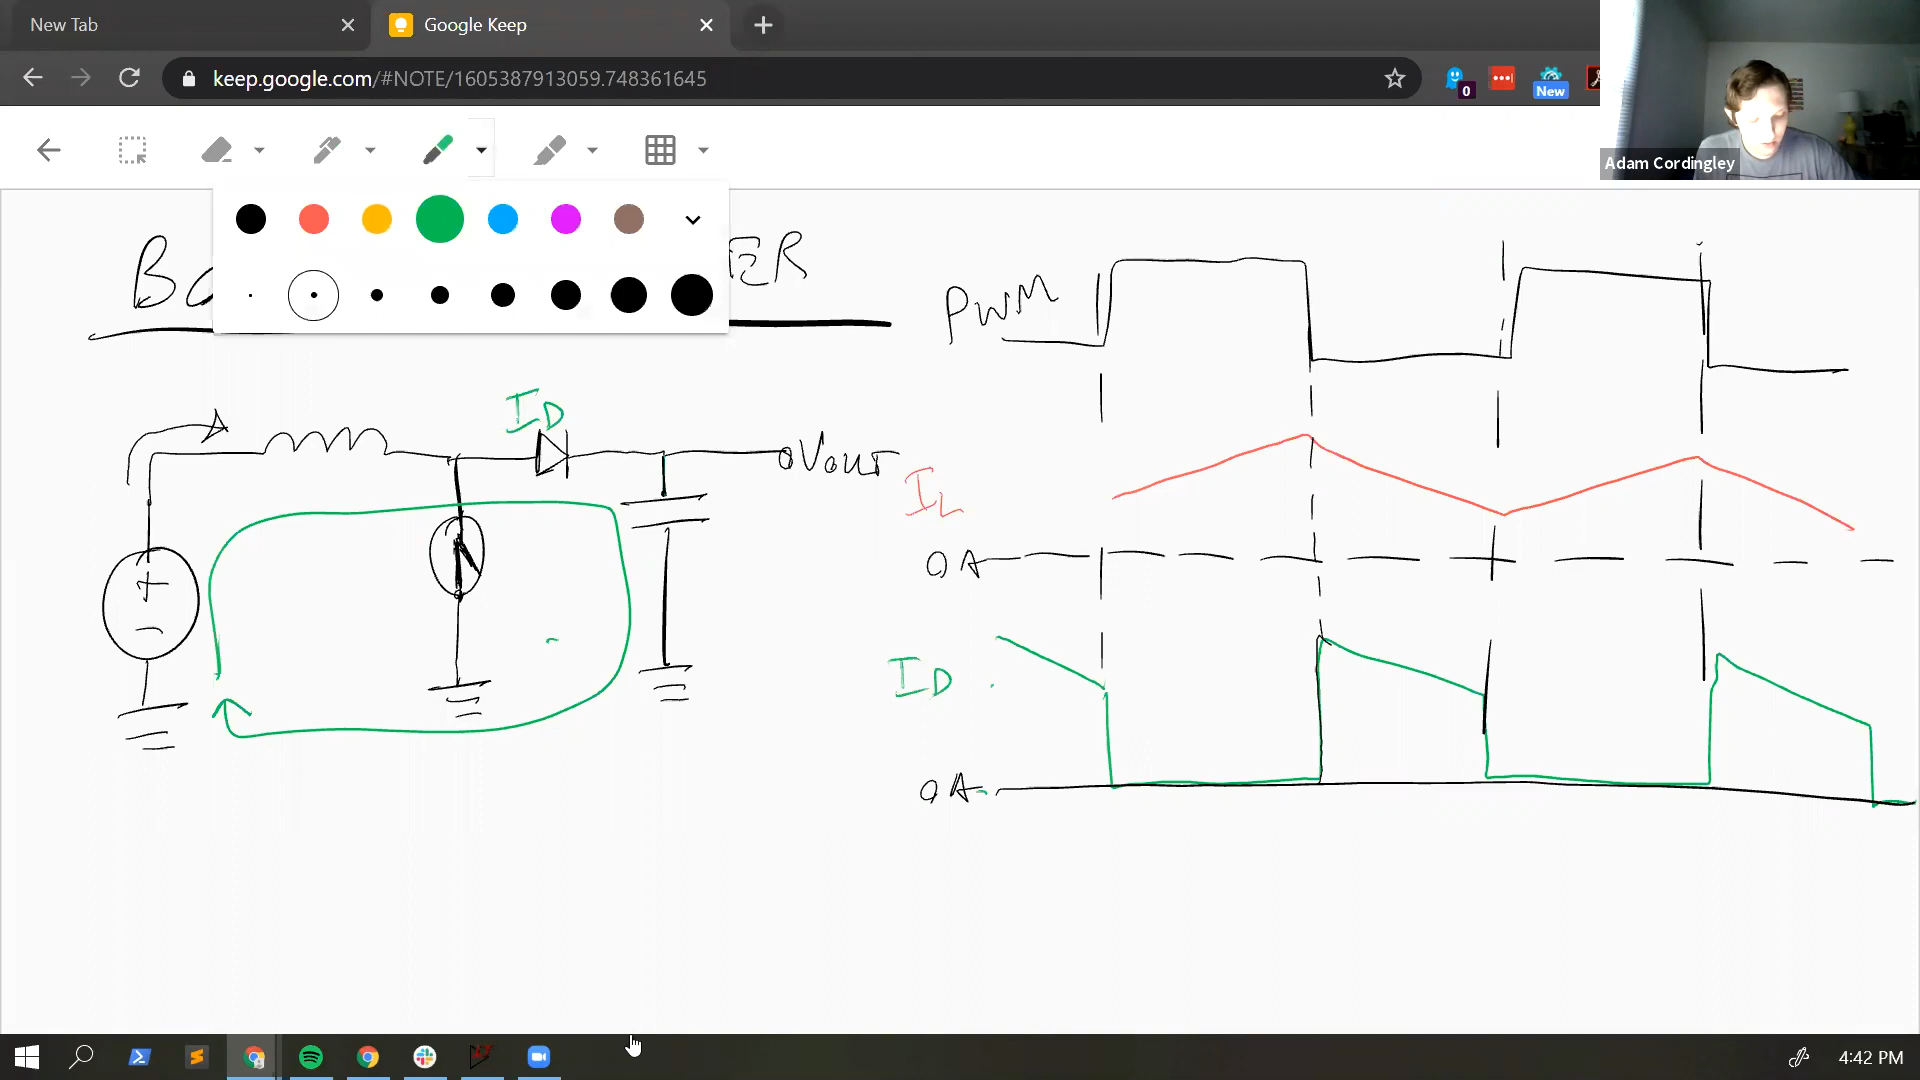 New Tab
Google Keep
keep.google.com/#NOTE/1605387913059.748361645
0
New
Adam Cordingley
PWM
ID
VOUT
+
−
IL
0A
ID
0A
4:42 PM